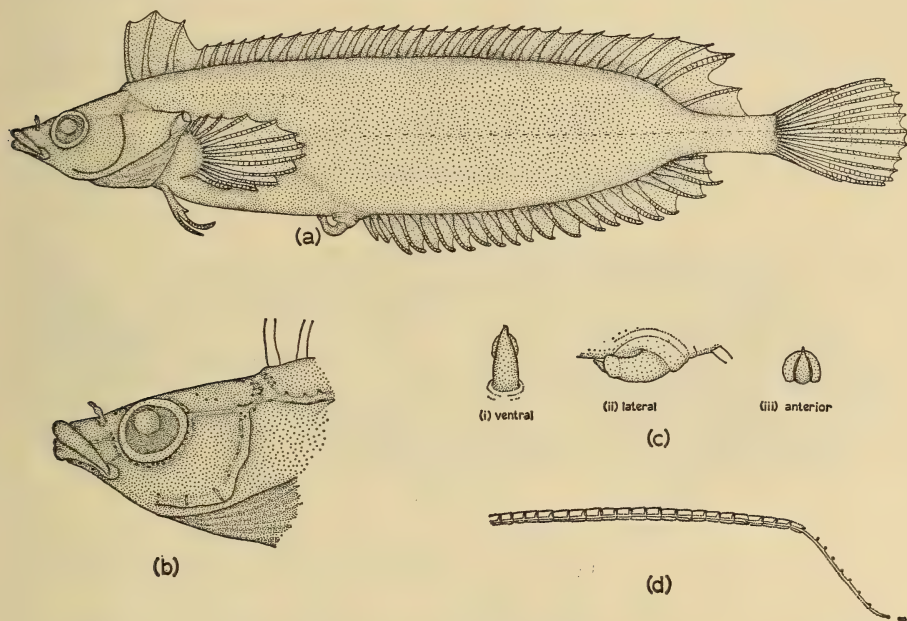 (a)
(i) ventral
(ii) lateral
(iii) anterior
(c)
(b)
(d)